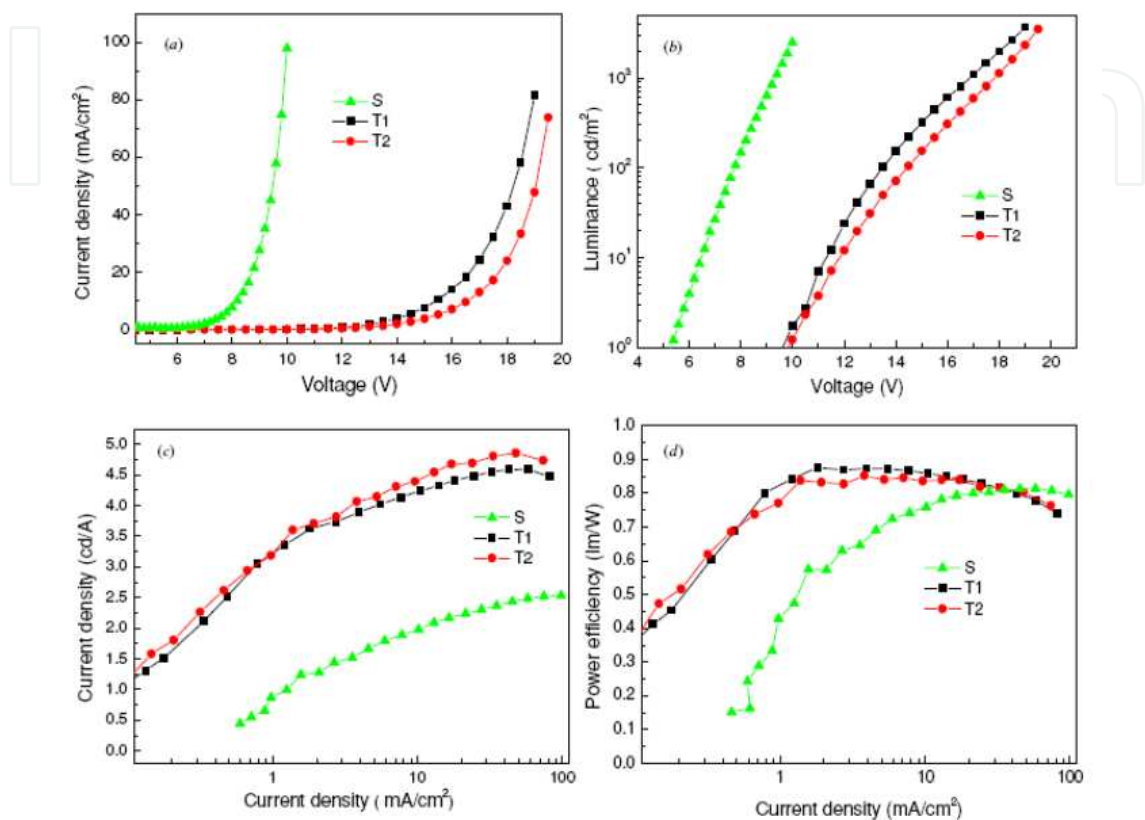 (a)
Current density (mA/cm²)
100
80
60
40
20
0
S
T1
T2
6 8 10 12 14 16 18 20
Voltage (V)
(b)
Luminance ( cd/m²)
10³
10²
10¹
10⁰
S
T1
T2
4 6 8 10 12 14 16 18 20 22
Voltage (V)
(c)
Current density (cd/A)
5.0
4.5
4.0
3.5
3.0
2.5
2.0
1.5
1.0
0.5
0.0
S
T1
T2
1 10 100
Current density ( mA/cm²)
(d)
Power efficiency (lm/W)
1.0
0.9
0.8
0.7
0.6
0.5
0.4
0.3
0.2
0.1
0.0
S
T1
T2
1 10 100
Current density (mA/cm²)